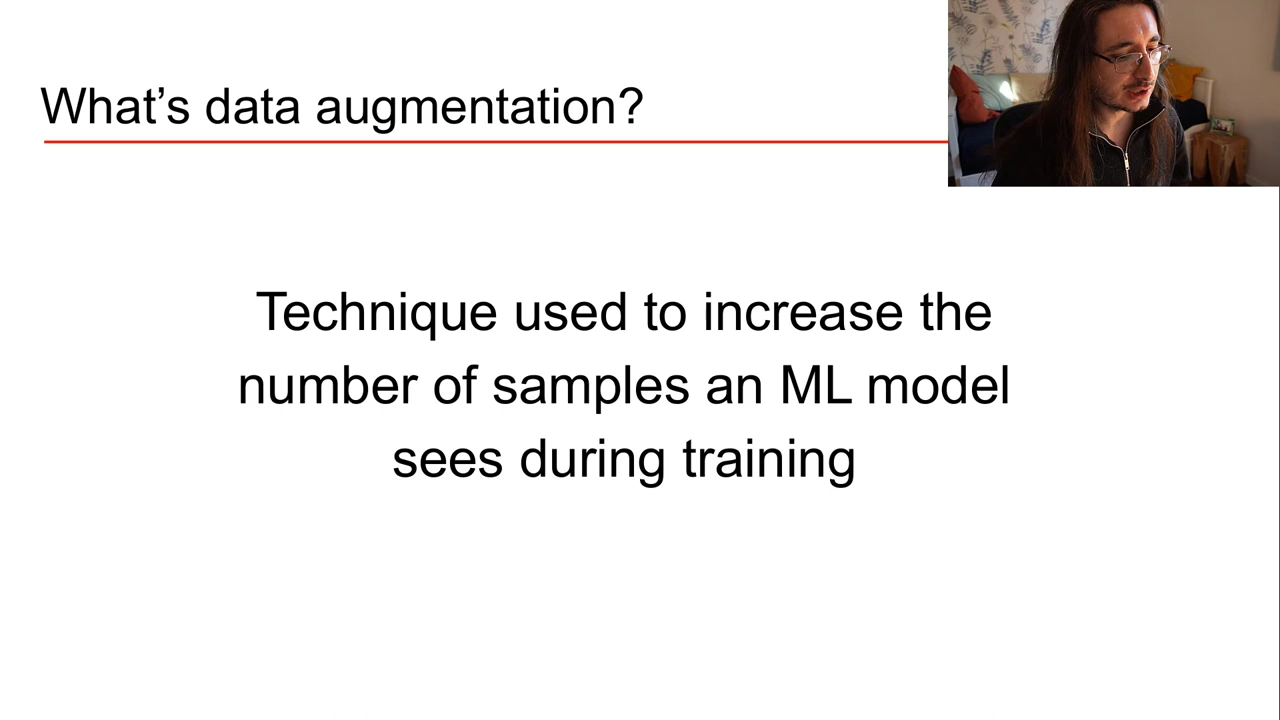 What’s data augmentation?
Technique used to increase the
number of samples an ML model
sees during training